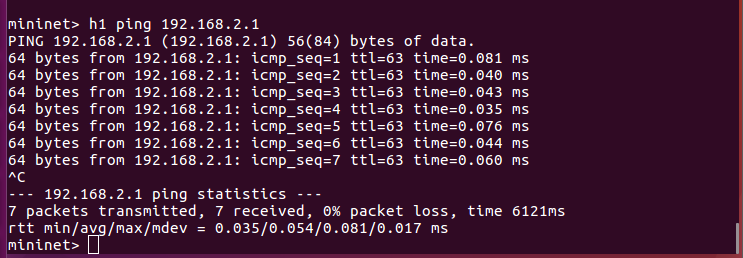 mininet> h1 ping 192.168.2.1
PING 192.168.2.1 (192.168.2.1) 56(84) bytes of data.
64 bytes from 192.168.2.1: icmp_seq=1 ttl=63 time=0.081 ms
64 bytes from 192.168.2.1: icmp_seq=2 ttl=63 time=0.040 ms
64 bytes from 192.168.2.1: icmp_seq=3 ttl=63 time=0.043 ms
64 bytes from 192.168.2.1: icmp_seq=4 ttl=63 time=0.035 ms
64 bytes from 192.168.2.1: icmp_seq=5 ttl=63 time=0.076 ms
64 bytes from 192.168.2.1: icmp_seq=6 ttl=63 time=0.044 ms
64 bytes from 192.168.2.1: icmp_seq=7 ttl=63 time=0.060 ms
^C
--- 192.168.2.1 ping statistics ---
7 packets transmitted, 7 received, 0% packet loss, time 6121ms
rtt min/avg/max/mdev = 0.035/0.054/0.081/0.017 ms
mininet>